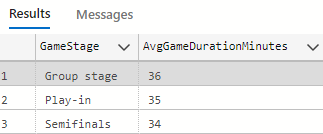 Results Messages
GameStage AvgGameDurationMinutes
1 Group stage 36
2 Play-in 35
3 Semifinals 34